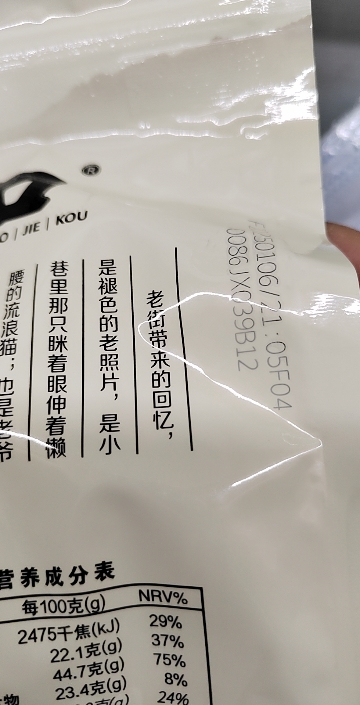 ®
JIE | KOU
250106/21:05F04
0086JX039B12
老街带来的回忆，
是褪色的老照片，是小
巷里那只眯着眼伸着懒
腰的流浪猫；也是老爷
营养成分表
每100克(g) NRV%
2475千焦(kJ) 29%
22.1克(g) 37%
44.7克(g) 75%
23.4克(g) 8%
24%